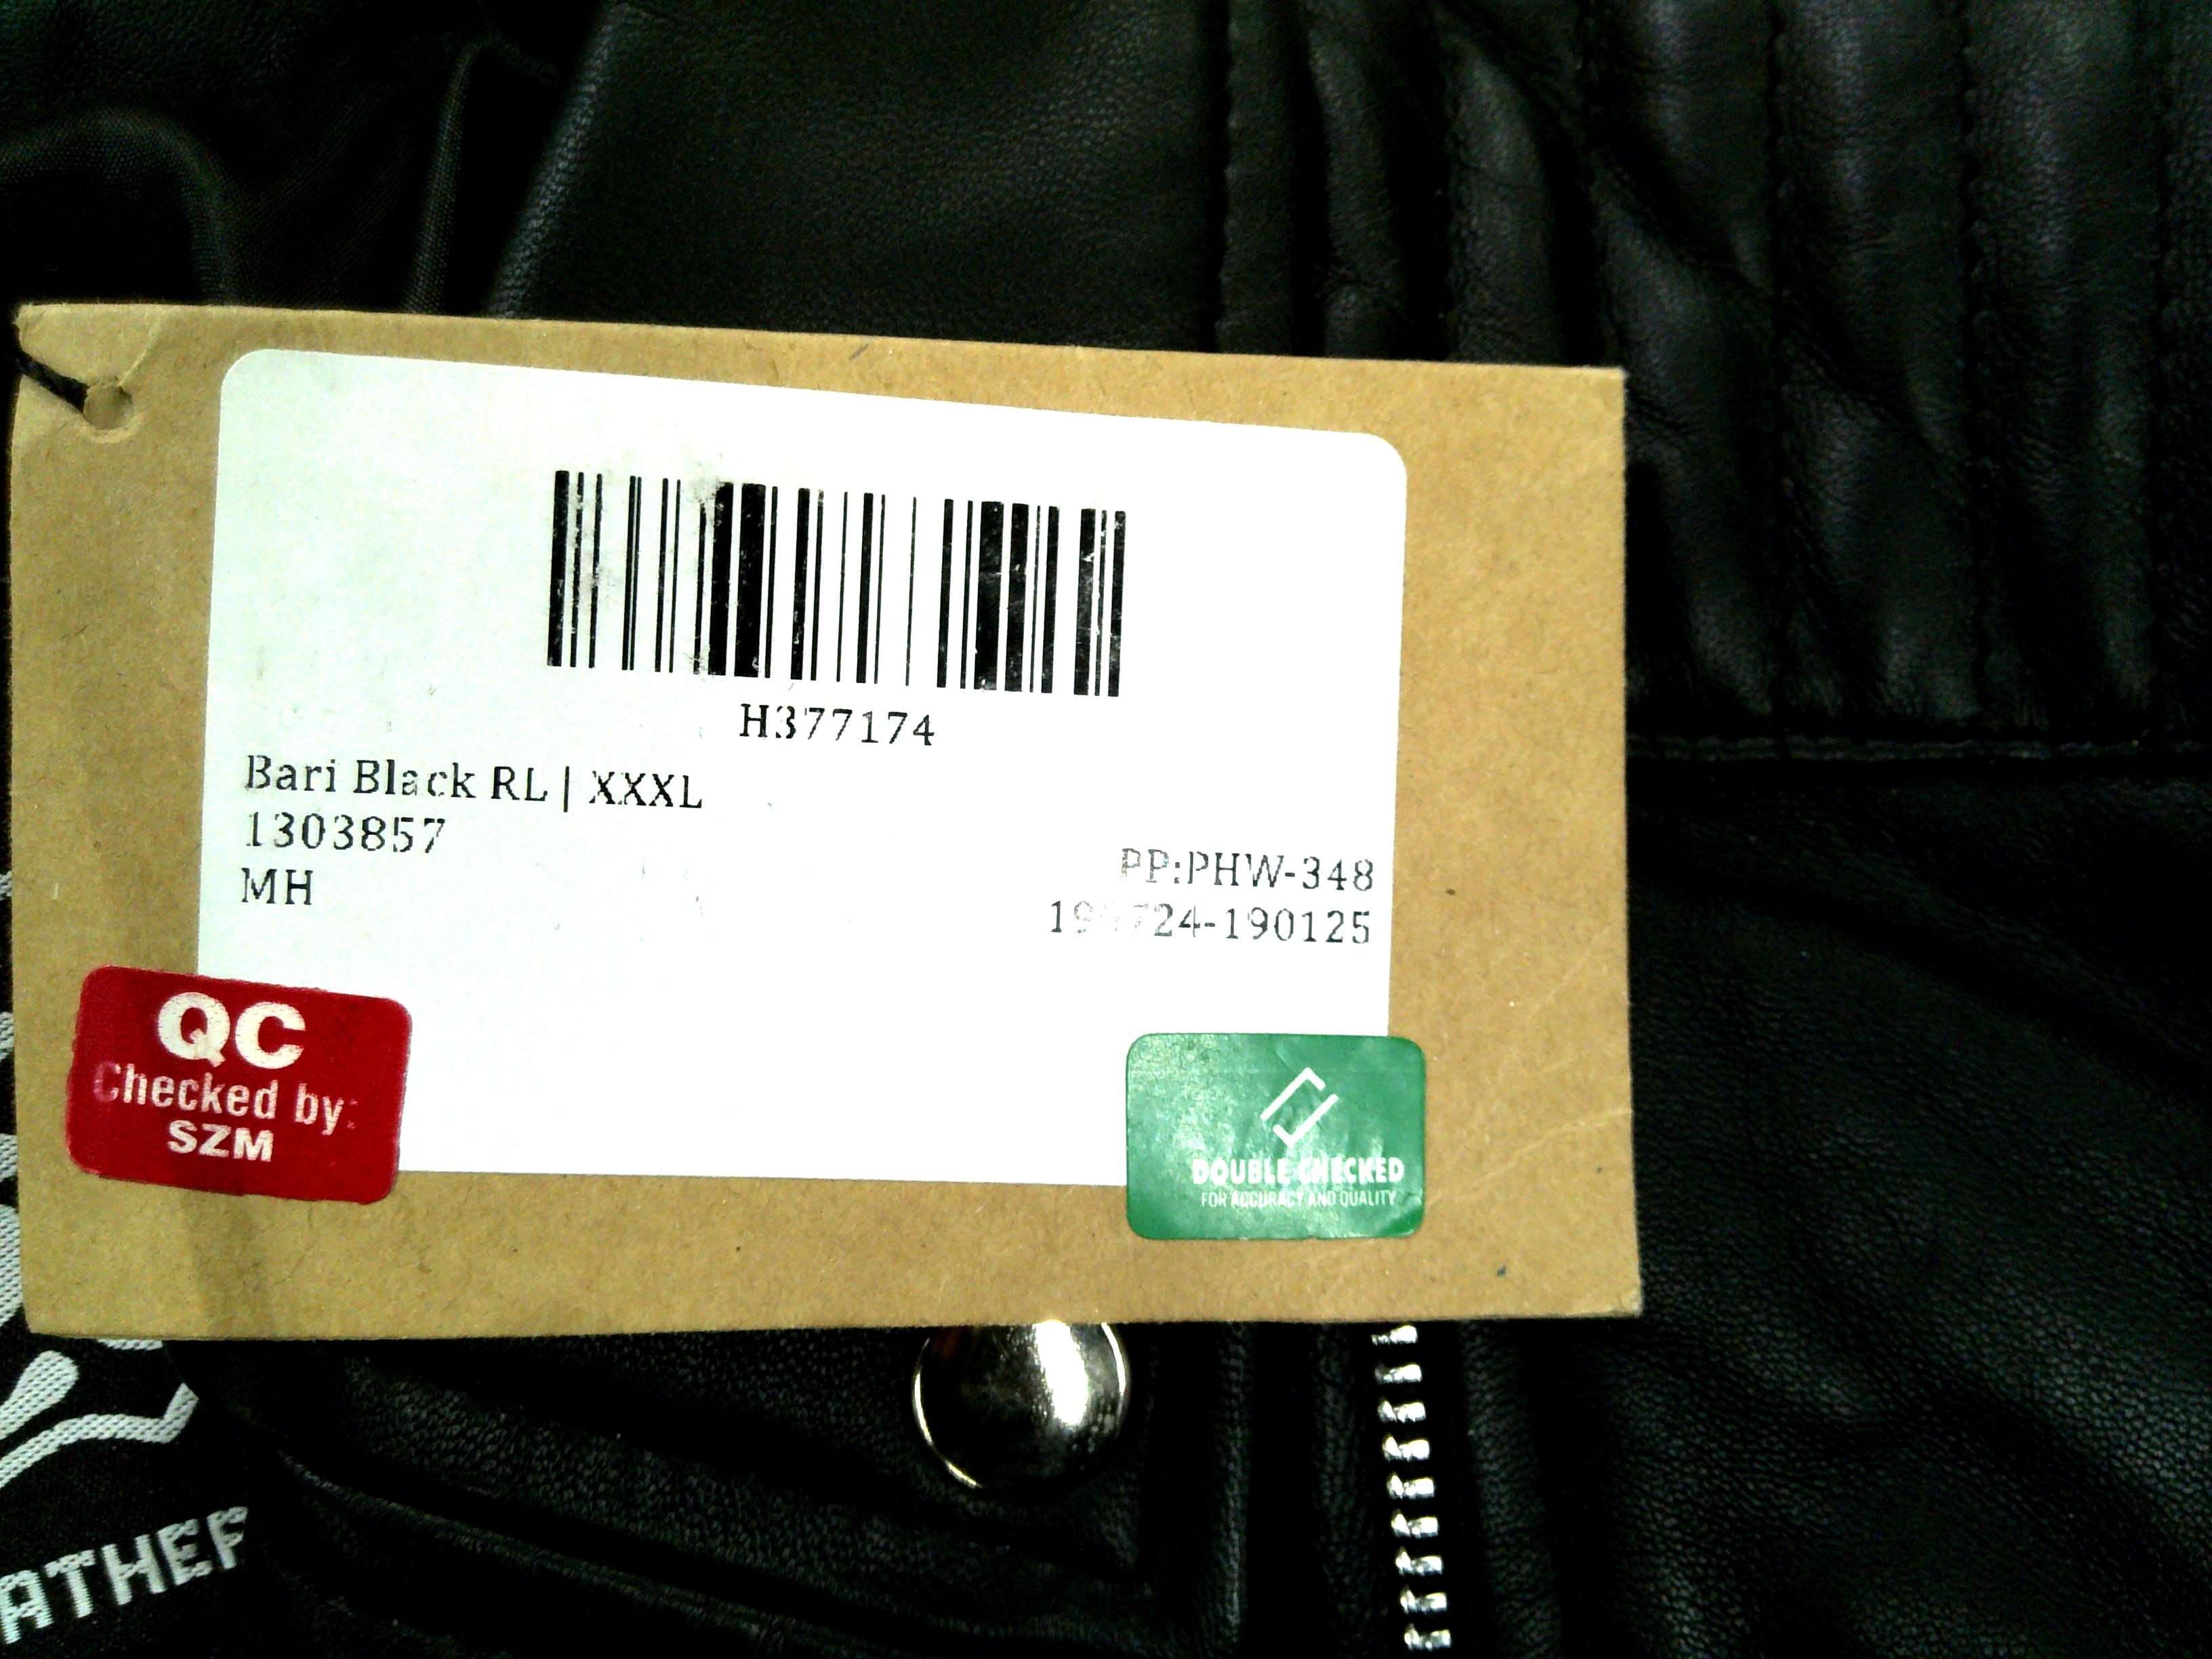 H377174
Bari Black RL | XXXL
1303857
MH
PP:PHW-348
QC
Checked by:
SZM
DOUBLE CHECKED
FOR ACCURACY AND QUALITY